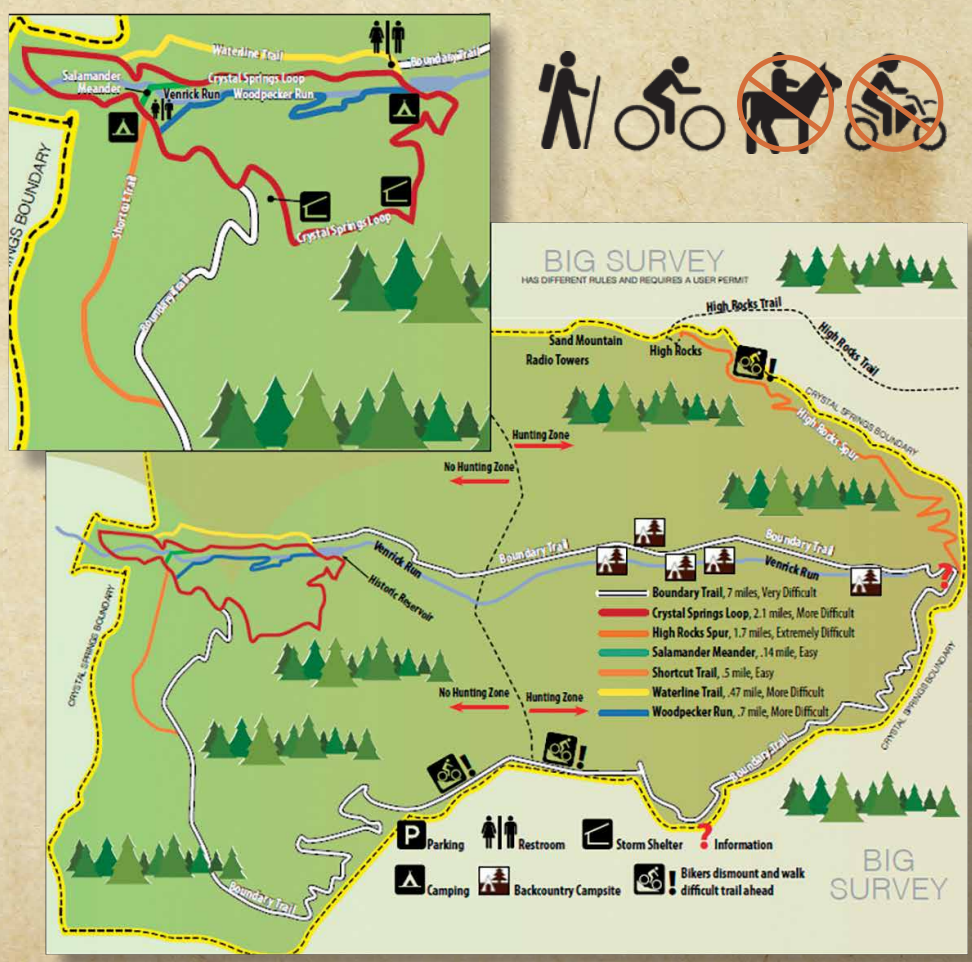 Waterline Trail
Boundary Trail
Salamander
Meander
Crystal Springs Loop
Venrick Run
Woodpecker Run
NGS BOUNDARY
Shortcut Trail
Crystal Springs Loop
Boundary Trail
BIG SURVEY
HAS DIFFERENT RULES AND REQUIRES A USER PERMIT
High Rocks Trail
High Rocks Trail
Sand Mountain
Radio Towers
High Rocks
!
CRYSTAL SPRINGS BOUNDARY
High Rocks Spur
Hunting Zone
No Hunting Zone
Venrick Run
Boundary Trail
Boundary Trail
Venrick Run
?
Historic Reservoir
CRYSTAL SPRINGS BOUNDARY
Boundary Trail, 7 miles, Very Difficult
Crystal Springs Loop, 2.1 miles, More Difficult
High Rocks Spur, 1.7 miles, Extremely Difficult
Salamander Meander, .14 mile, Easy
Shortcut Trail, .5 mile, Easy
Waterline Trail, .47 mile, More Difficult
Woodpecker Run, .7 mile, More Difficult
No Hunting Zone
Hunting Zone
CRYSTAL SPRINGS BOUNDARY
Boundary Trail
!
!
P Parking
Restroom
Storm Shelter
? Information
Camping
Backcountry Campsite
! Bikers dismount and walk
difficult trail ahead
BIG
SURVEY
Boundary Trail